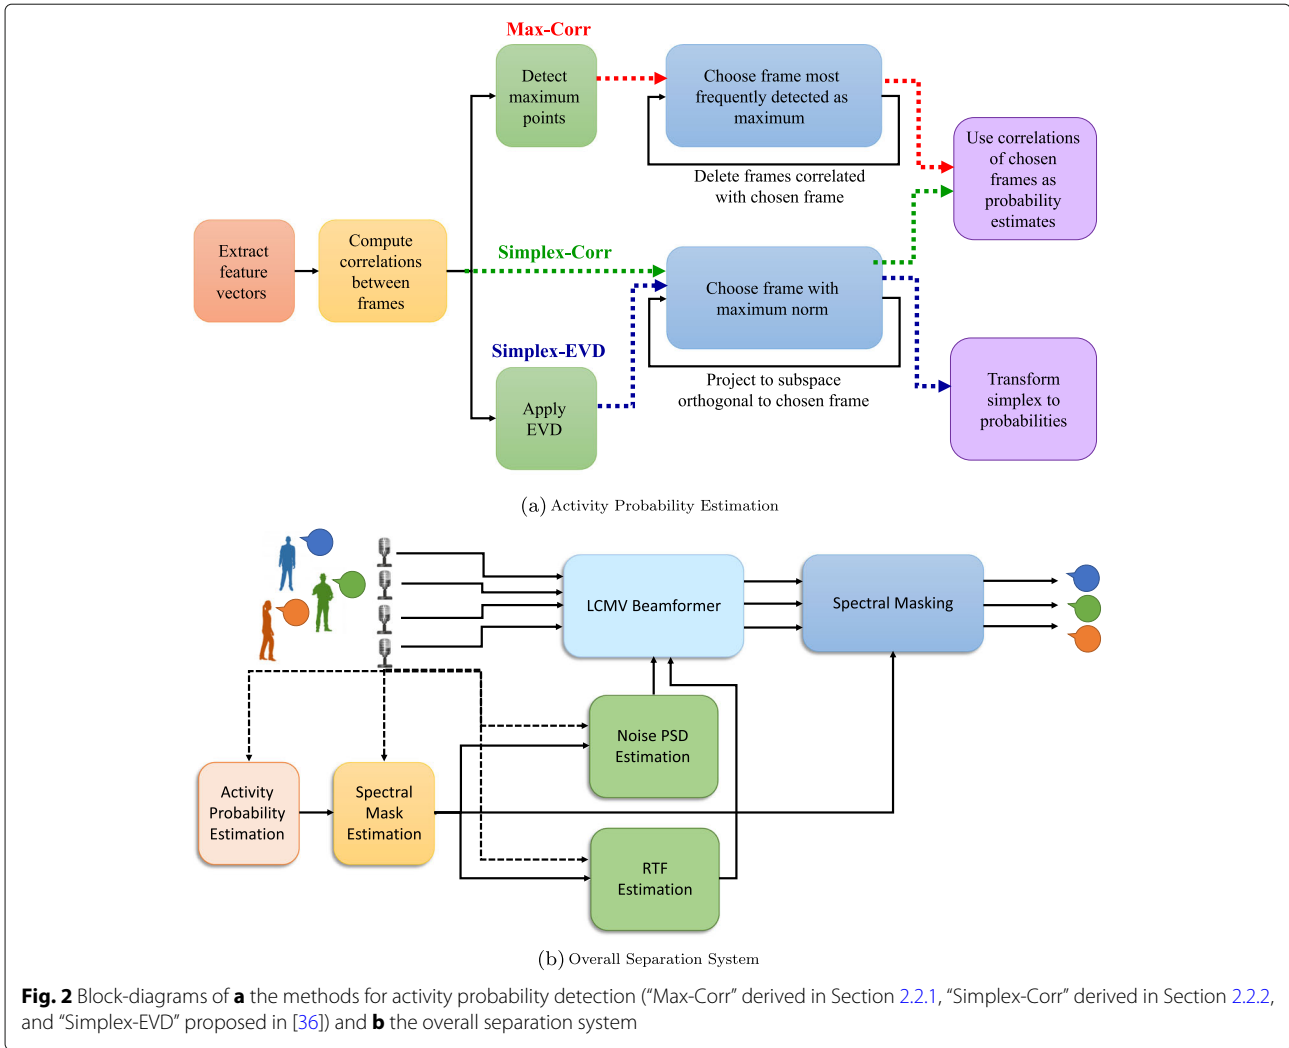 Max-Corr
Detect
maximum
points
Choose frame most
frequently detected as
maximum
Delete frames correlated
with chosen frame
Use correlations
of chosen
frames as
probability
estimates
Extract
feature
vectors
Compute
correlations
between
frames
Simplex-Corr
Choose frame with
maximum norm
Simplex-EVD
Apply
EVD
Project to subspace
orthogonal to chosen frame
Transform
simplex to
probabilities
(a) Activity Probability Estimation
LCMV Beamformer
Spectral Masking
Noise PSD
Estimation
Activity
Probability
Estimation
Spectral
Mask
Estimation
RTF
Estimation
(b) Overall Separation System
Fig. 2 Block-diagrams of a the methods for activity probability detection (“Max-Corr” derived in Section 2.2.1, “Simplex-Corr” derived in Section 2.2.2,
and “Simplex-EVD” proposed in [36]) and b the overall separation system